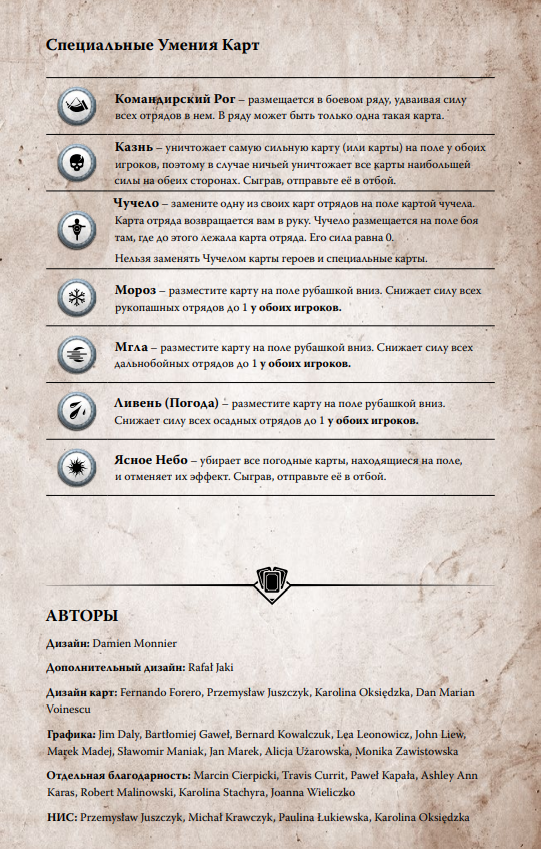 Специальные Умения Карт
Командирский Рог – размещается в боевом ряду, удваивая силу
всех отрядов в нем. В ряду может быть только одна такая карта.
Казнь – уничтожает самую сильную карту (или карты) на поле у обоих
игроков, поэтому в случае ничьей уничтожает все карты наибольшей
силы на обеих сторонах. Сыграв, отправьте её в отбой.
Чучело – замените одну из своих карт отрядов на поле картой чучела.
Карта отряда возвращается вам в руку. Чучело размещается на поле боя
там, где до этого лежала карта отряда. Его сила равна 0.
Нельзя заменять Чучелом карты героев и специальные карты.
Мороз – разместите карту на поле рубашкой вниз. Снижает силу всех
рукопашных отрядов до 1 у обоих игроков.
Мгла – разместите карту на поле рубашкой вниз. Снижает силу всех
дальнобойных отрядов до 1 у обоих игроков.
Ливень (Погода) – разместите карту на поле рубашкой вниз.
Снижает силу всех осадных отрядов до 1 у обоих игроков.
Ясное Небо – убирает все погодные карты, находящиеся на поле,
и отменяет их эффект. Сыграв, отправьте её в отбой.
АВТОРЫ
Дизайн: Damien Monnier
Дополнительный дизайн: Rafał Jaki
Дизайн карт: Fernando Forero, Przemysław Juszczyk, Karolina Oksiędzka, Dan Marian
Voinescu
Графика: Jim Daly, Bartłomiej Gaweł, Bernard Kowalczuk, Lea Leonowicz, John Liew,
Marek Madej, Sławomir Maniak, Jan Marek, Alicja Użarowska, Monika Zawistowska
Отдельная благодарность: Marcin Cierpicki, Travis Currit, Paweł Kapała, Ashley Ann
Karas, Robert Malinowski, Karolina Stachyra, Joanna Wieliczko
НИС: Przemysław Juszczyk, Michał Krawczyk, Paulina Łukiewska, Karolina Oksiędzka